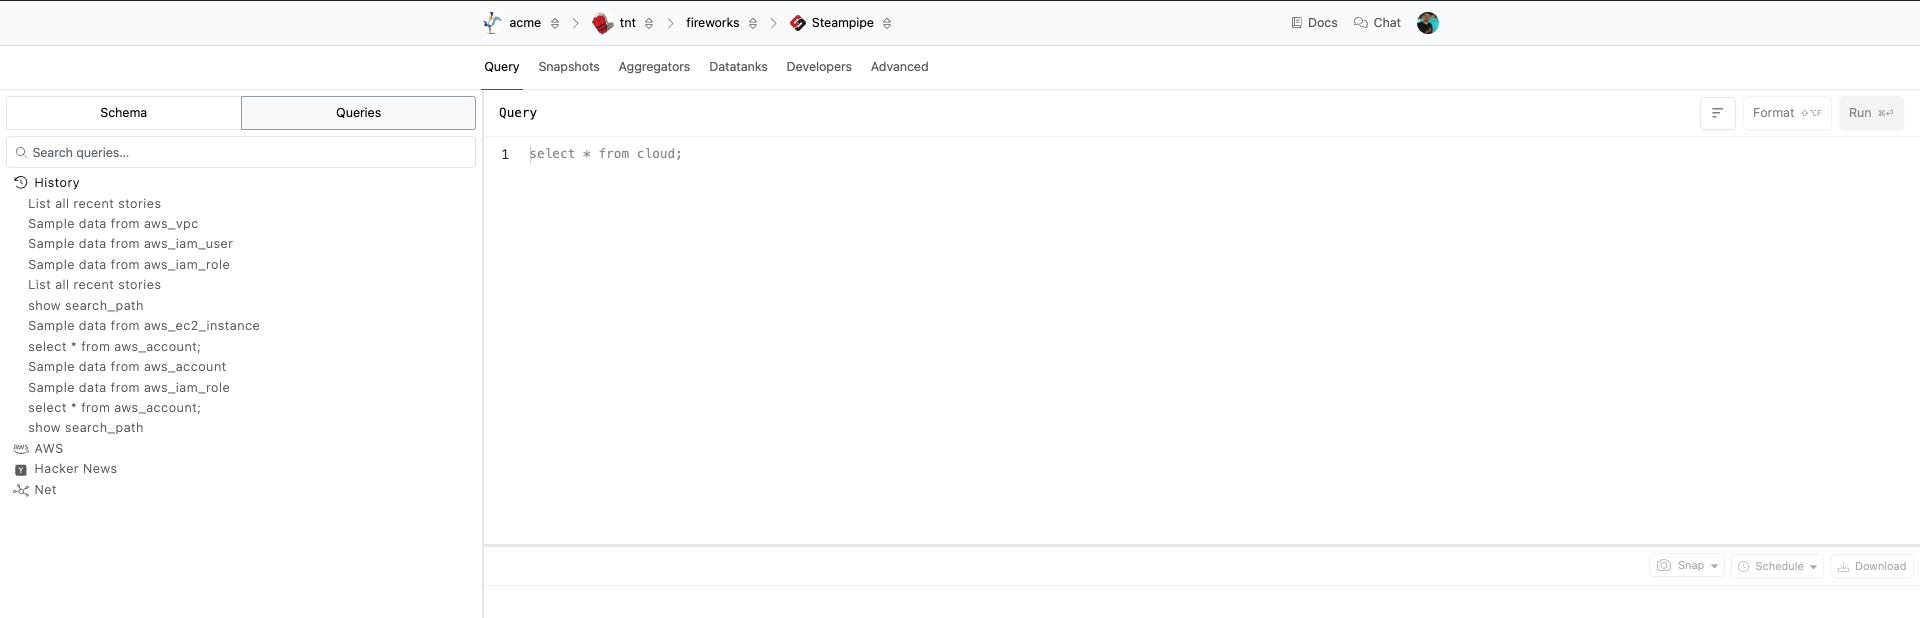 acme tnt fireworks Steampipe Docs Chat
Query Snapshots Aggregators Datatanks Developers Advanced
Schema Queries
Search queries...
History
List all recent stories
Sample data from aws_vpc
Sample data from aws_iam_user
Sample data from aws_iam_role
List all recent stories
show search_path
Sample data from aws_ec2_instance
select * from aws_account;
Sample data from aws_account
Sample data from aws_iam_role
select * from aws_account;
show search_path
aws AWS
Y Hacker News
Net
Query
Format ⇧⌥F Run ⌘⏎
1 select * from cloud;
Snap Schedule Download